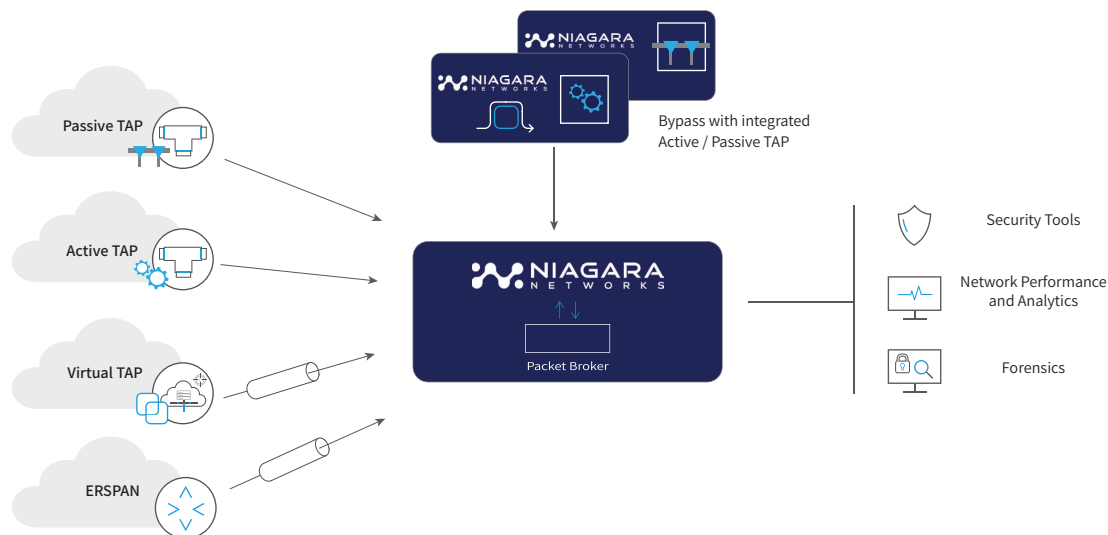 NIAGARA
NETWORKS
NIAGARA
NETWORKS
Bypass with integrated
Active / Passive TAP
Passive TAP
Active TAP
Virtual TAP
ERSPAN
NIAGARA
NETWORKS
Packet Broker
Security Tools
Network Performance
and Analytics
Forensics